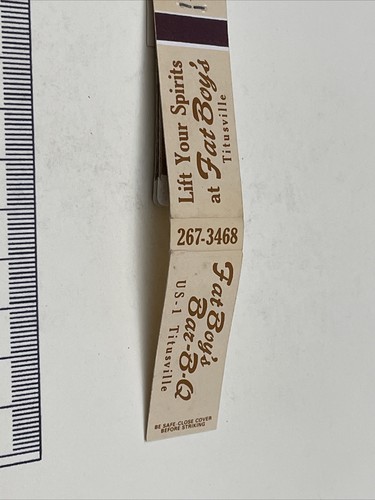 Lift Your Spirits
at Fat Boy's
Titusville
267-3468
Fat Boy's
Bar-B-Q
US-1 Titusville
BE SAFE-CLOSE COVER
BEFORE STRIKING